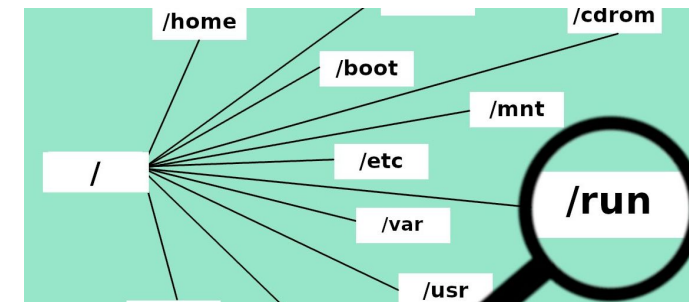 /home
/cdrom
/boot
/mnt
/etc
/
/run
/var
/usr